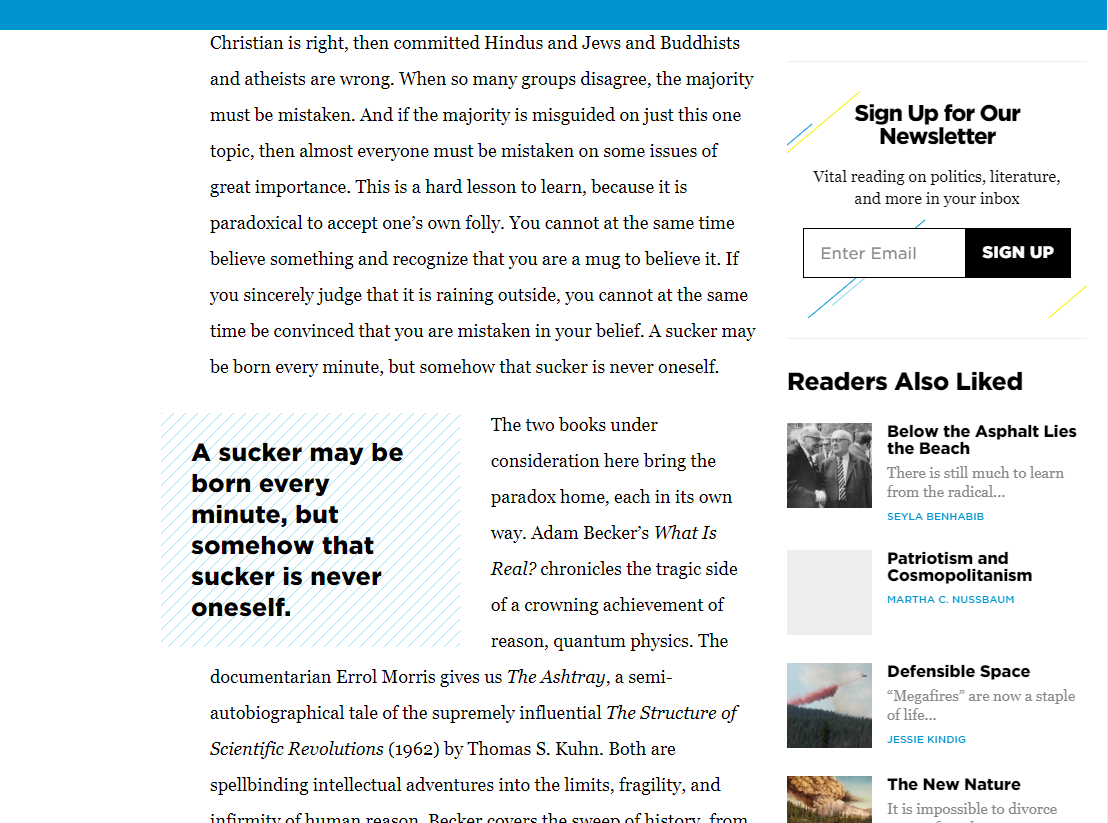 Christian is right, then committed Hindus and Jews and Buddhists
and atheists are wrong. When so many groups disagree, the majority
must be mistaken. And if the majority is misguided on just this one
topic, then almost everyone must be mistaken on some issues of
great importance. This is a hard lesson to learn, because it is
paradoxical to accept one’s own folly. You cannot at the same time
believe something and recognize that you are a mug to believe it. If
you sincerely judge that it is raining outside, you cannot at the same
time be convinced that you are mistaken in your belief. A sucker may
be born every minute, but somehow that sucker is never oneself.
A sucker may be
born every
minute, but
somehow that
sucker is never
oneself.
The two books under
consideration here bring the
paradox home, each in its own
way. Adam Becker’s What Is
Real? chronicles the tragic side
of a crowning achievement of
reason, quantum physics. The
documentarian Errol Morris gives us The Ashtray, a semi-
autobiographical tale of the supremely influential The Structure of
Scientific Revolutions (1962) by Thomas S. Kuhn. Both are
spellbinding intellectual adventures into the limits, fragility, and
infirmity of human reason. Becker covers the sweep of history, from
Sign Up for Our
Newsletter
Vital reading on politics, literature,
and more in your inbox
Enter Email
SIGN UP
Readers Also Liked
Below the Asphalt Lies
the Beach
There is still much to learn
from the radical...
SEYLA BENHABIB
Patriotism and
Cosmopolitanism
MARTHA C. NUSSBAUM
Defensible Space
“Megafires” are now a staple
of life...
JESSIE KINDIG
The New Nature
It is impossible to divorce